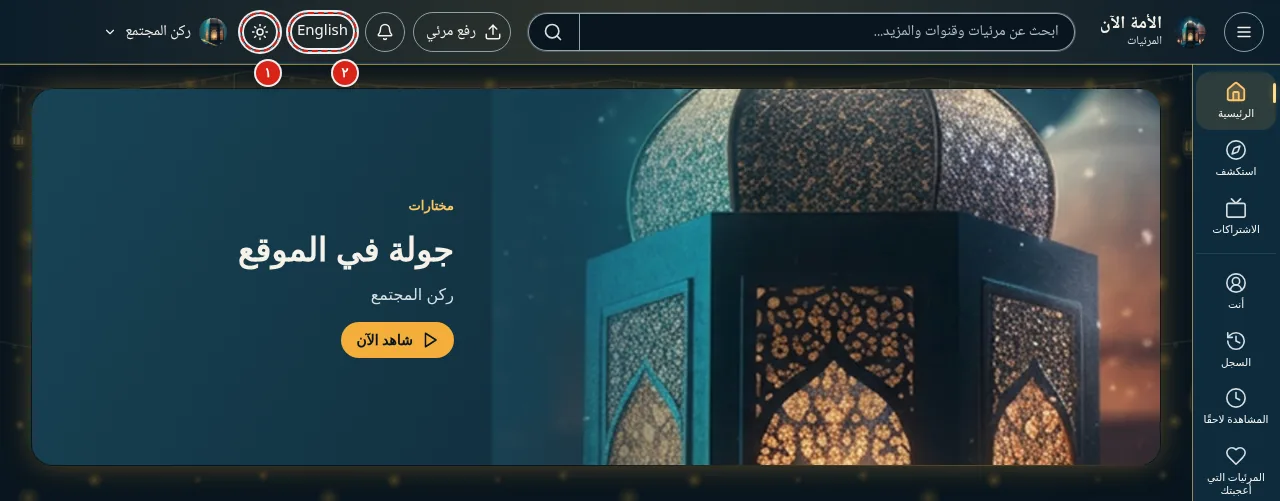 الأمة الآن
المرئيات
ابحث عن مرئيات وقنوات والمزيد...
رفع مرئي
English
ركن المجتمع
٢
١
الرئيسية
استكشف
الاشتراكات
أنت
السجل
المشاهدة لاحقًا
المرئيات التي
أعجبتك
مختارات
جولة في الموقع
ركن المجتمع
شاهد الآن